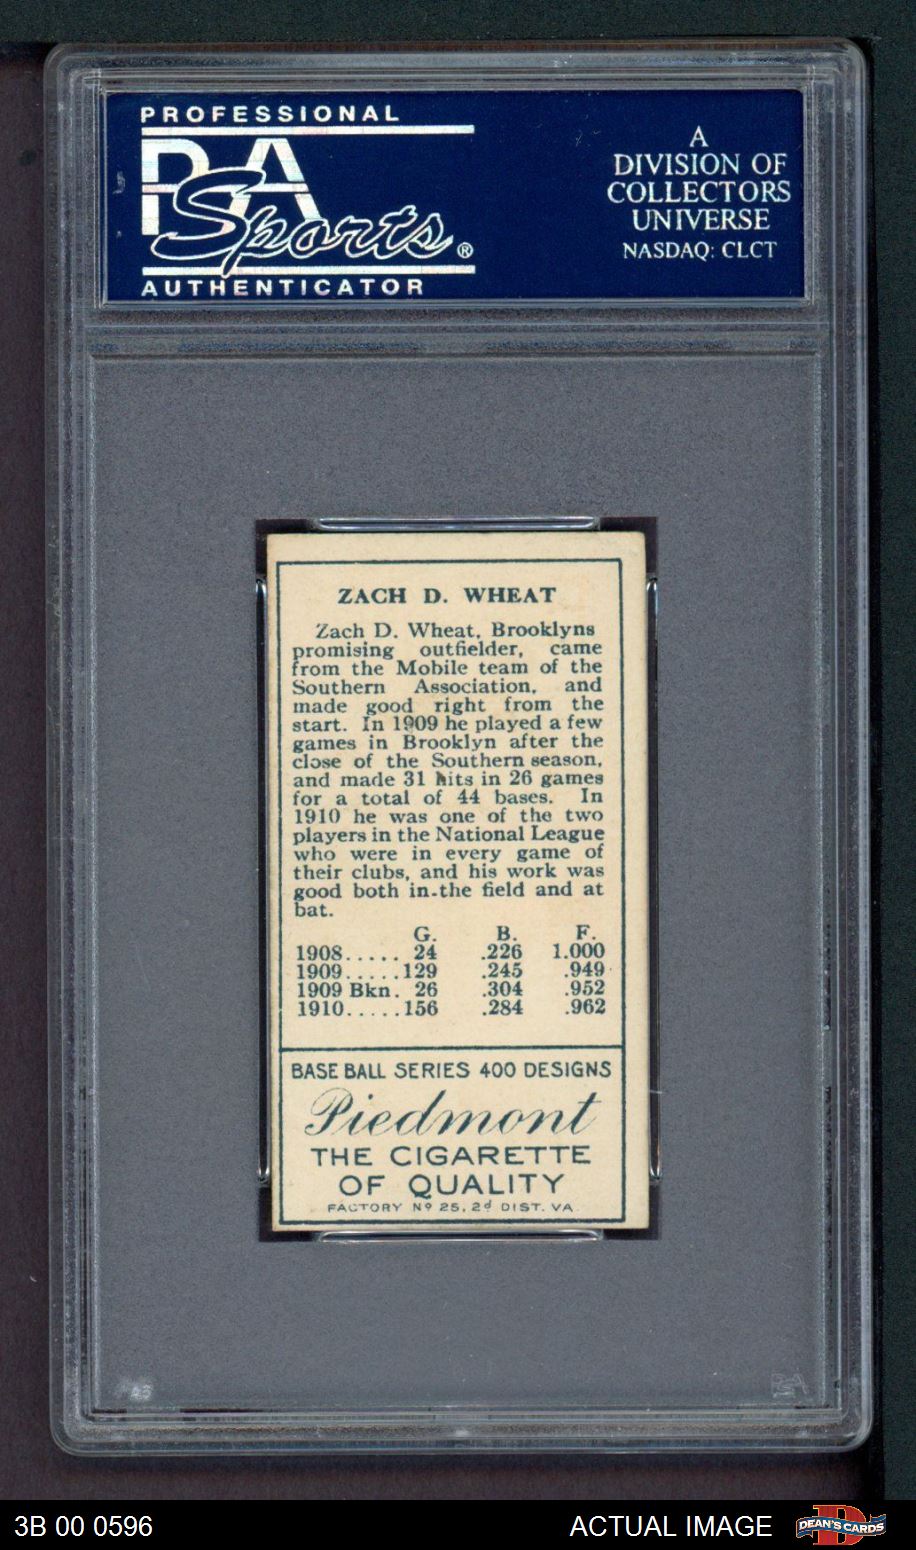 PROFESSIONAL
PSA
Sports®
AUTHENTICATOR
A
DIVISION OF
COLLECTORS
UNIVERSE
NASDAQ: CLCT
ZACH D. WHEAT
Zach D. Wheat, Brooklyns
promising outfielder, came
from the Mobile team of the
Southern Association, and
made good right from the
start. In 1909 he played a few
games in Brooklyn after the
close of the Southern season,
and made 31 hits in 26 games
for a total of 44 bases. In
1910 he was one of the two
players in the National League
who were in every game of
their clubs, and his work was
good both in the field and at
bat.
G. B. F.
1908..... 24 .226 1.000
1909.....129 .245 .949
1909 Bkn. 26 .304 .952
1910.....156 .284 .962
BASE BALL SERIES 400 DESIGNS
Piedmont
THE CIGARETTE
OF QUALITY
FACTORY Nº 25, 2d DIST. VA.
PSA
3B 00 0596
ACTUAL IMAGE
D
DEAN'S CARDS